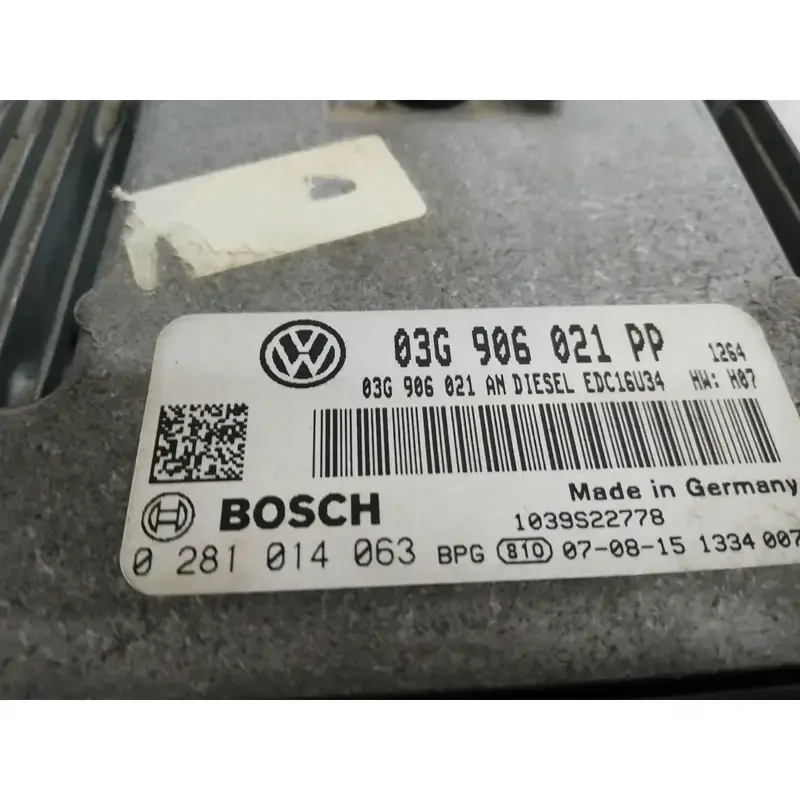 03G 906 021 PP 1264
03G 906 021 AN DIESEL EDC16U34 HW: H07
Made in Germany
BOSCH
1039S22778
0 281 014 063 BPG 810 07-08-15 1334 007